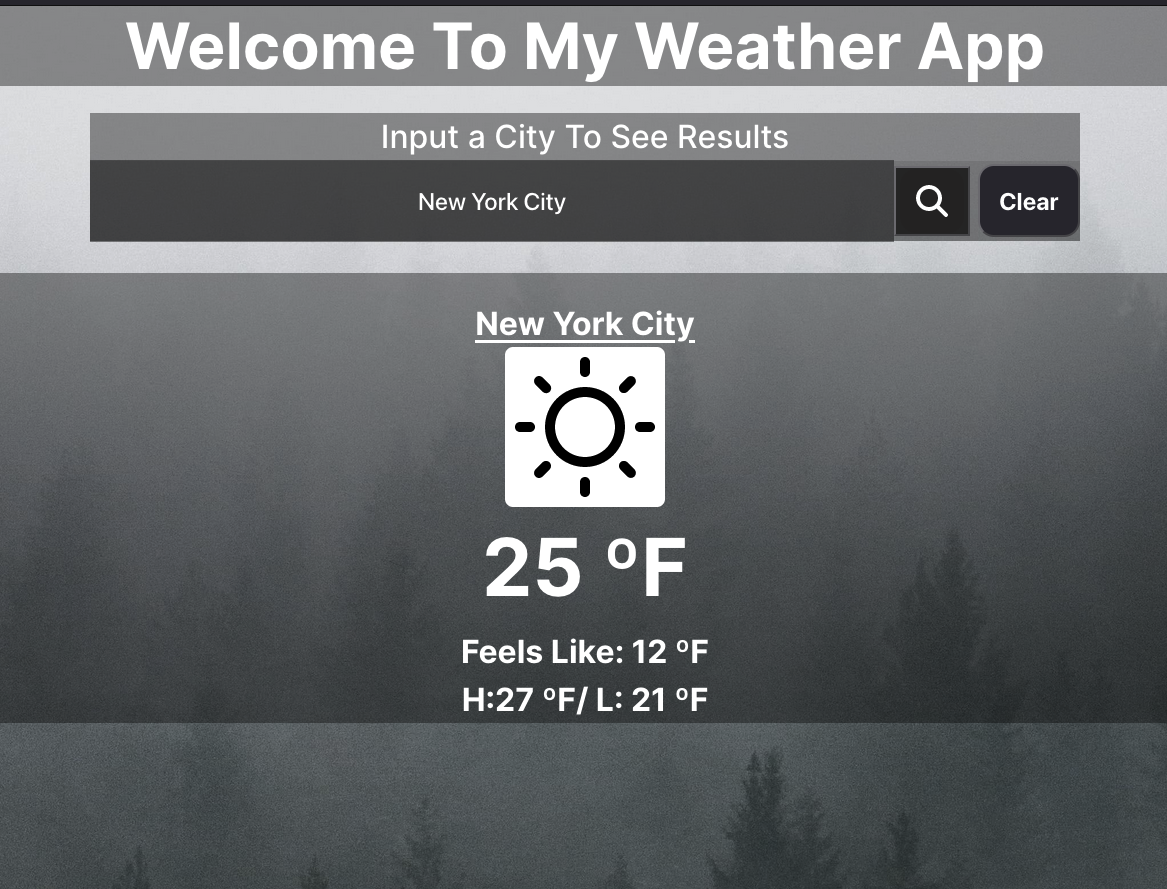 Welcome To My Weather App
Input a City To See Results
New York City
Clear
New York City
25 ºF
Feels Like: 12 ºF
H:27 ºF/ L: 21 ºF